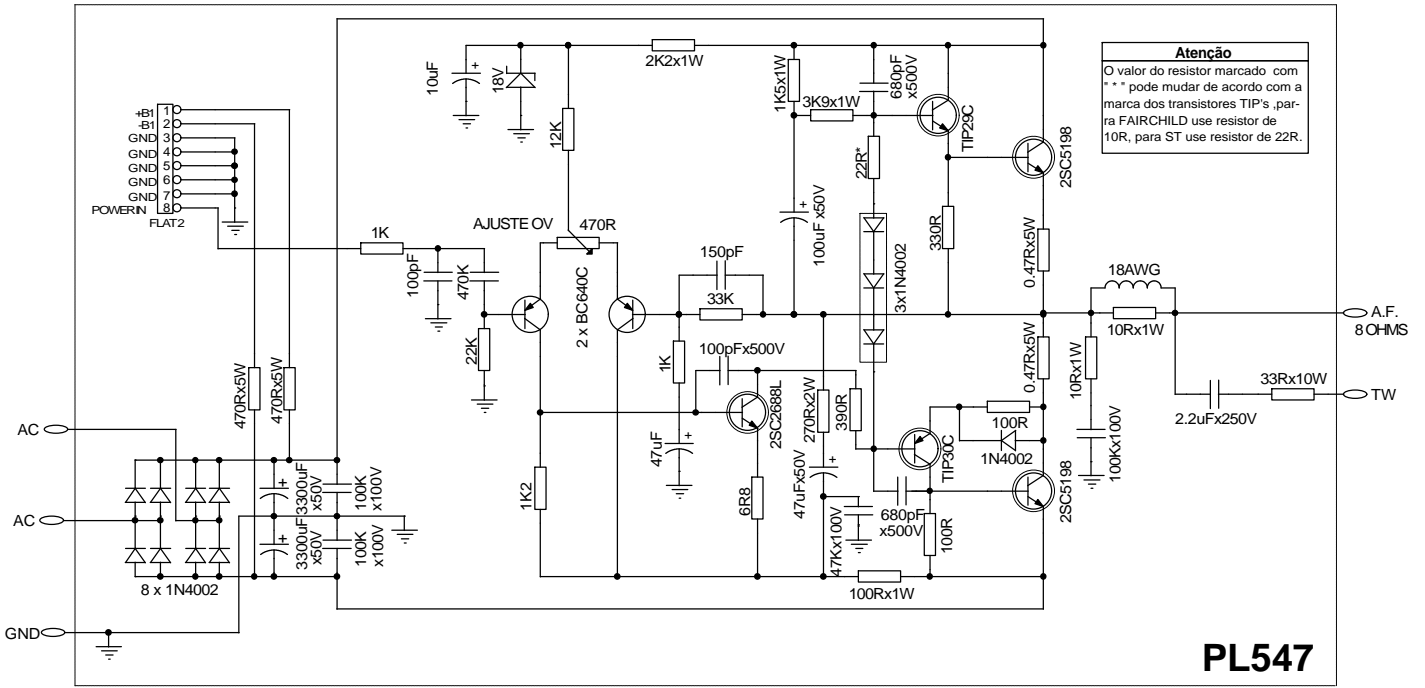 Atenção
O valor do resistor marcado com
" * " pode mudar de acordo com a
marca dos transistores TIP's ,par-
ra FAIRCHILD use resistor de
10R, para ST use resistor de 22R.
2K2x1W
10uF
+
18V
12K
1K5x1W
3K9x1W
680pF
x500V
TIP29C
2SC5198
22R*
+B1
-B1
GND
GND
GND
GND
GND
POWERIN
1
2
3
4
5
6
7
8
FLAT2
AJUSTE OV
470R
+
100uF x50V
330R
0.47Rx5W
1K
100pF
470K
2 x BC640C
150pF
33K
3x1N4002
18AWG
10Rx1W
A.F.
8 OHMS
22K
1K
100pFx500V
2SC2688L
270Rx2W
390R
0.47Rx5W
10Rx1W
33Rx10W
TW
2.2uFx250V
470Rx5W
470Rx5W
100R
1N4002
TIP30C
AC
+
47uF
+
47uFx50V
100Kx100V
2SC5198
1K2
6R8
47Kx100V
680pF
x500V
100R
AC
+
3300uF
x50V
100K
x100V
+
3300uF
x50V
100K
x100V
8 x 1N4002
100Rx1W
GND
PL547